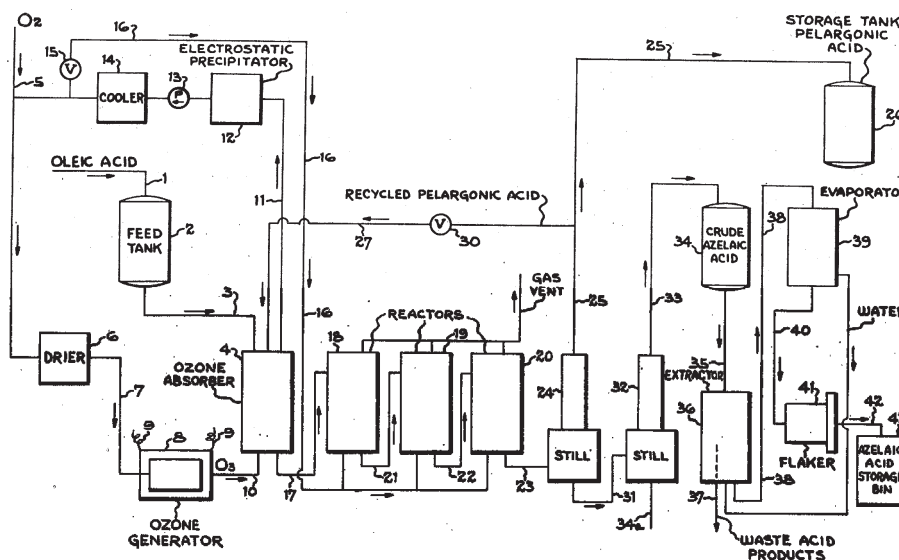 O2
16
25
STORAGE TANK
PELARGONIC
ACID
15
V
14
COOLER
13
P
ELECTROSTATIC
PRECIPITATOR
12
5
16
OLEIC ACID
1
11
RECYCLED PELARGONIC ACID
V
27
30
FEED
TANK
2
3
16
GAS
VENT
25
33
34
CRUDE
AZELAIC
ACID
38
EVAPORATOR
39
40
WATER
6
DRIER
7
4
OZONE
ABSORBER
REACTORS
18
19
20
24
32
35
EXTRACTOR
36
41
42
FLAKER
AZELAIC
ACID
STORAGE
BIN
9
8
9
O3
10
17
21
22
23
STILL
31
STILL
34a
37
38
OZONE
GENERATOR
WASTE ACID
PRODUCTS